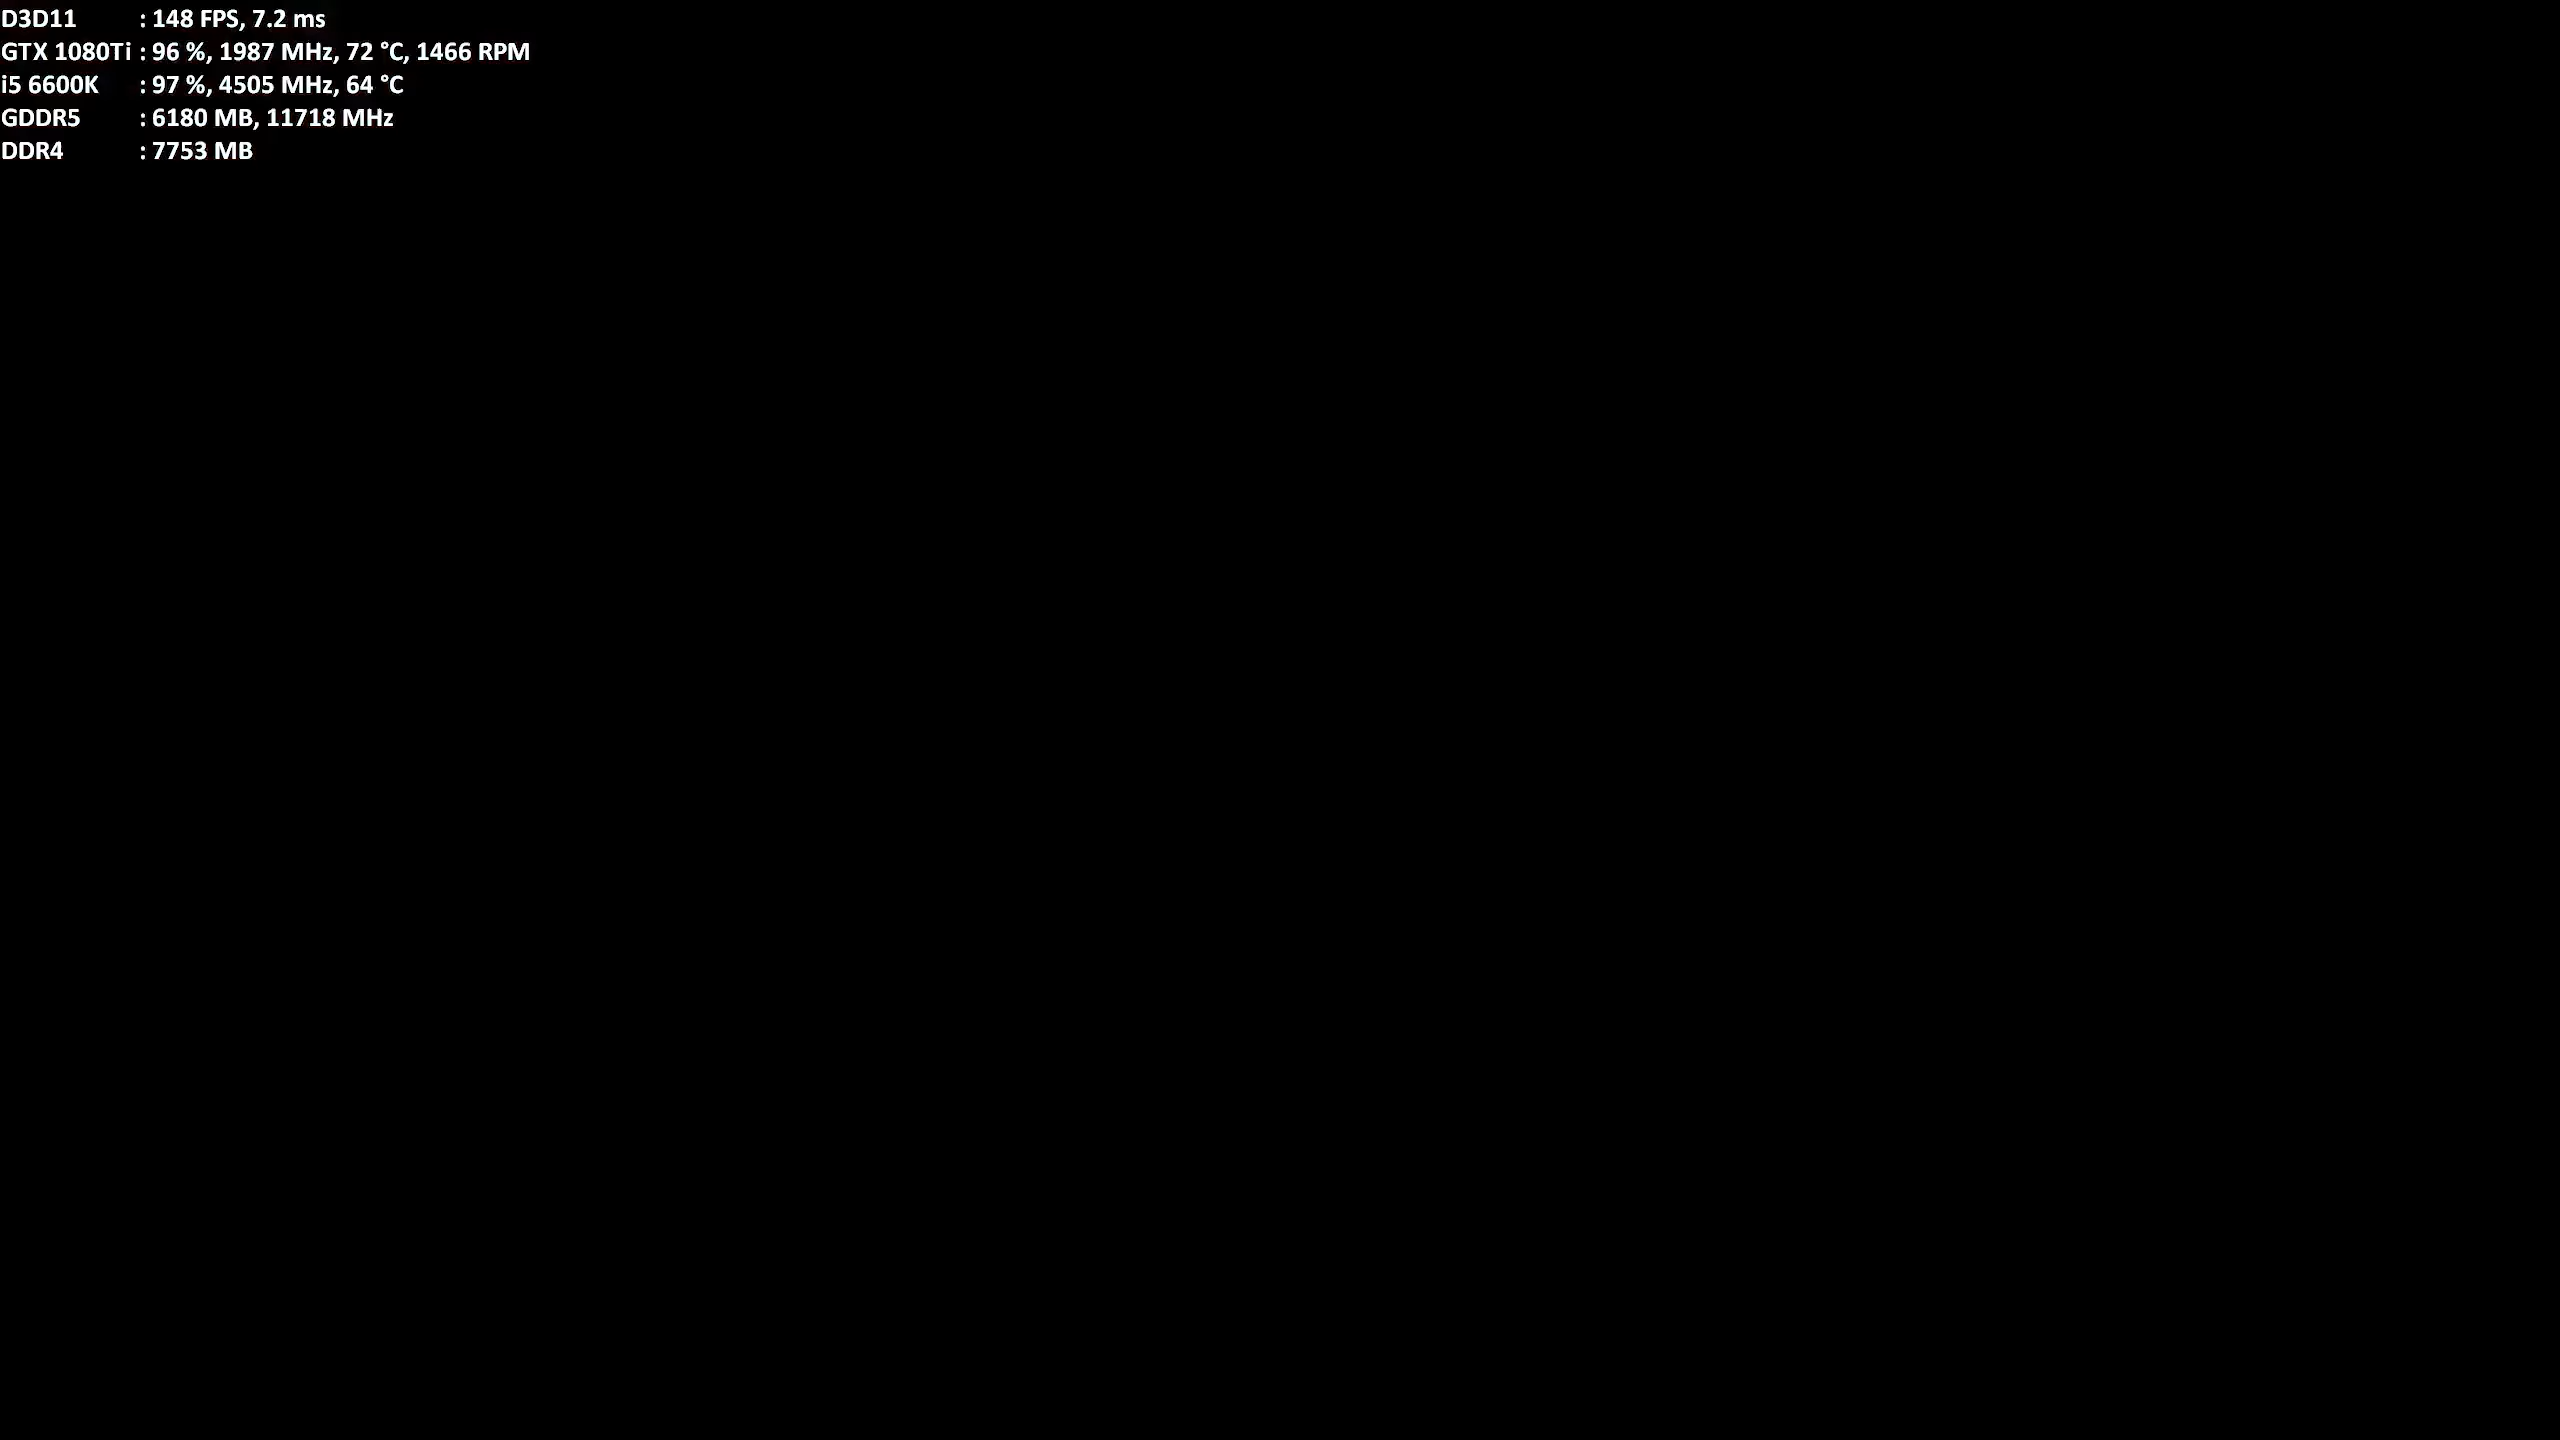 D3D11 : 148 FPS, 7.2 ms
GTX 1080Ti : 96 %, 1987 MHz, 72 °C, 1466 RPM
i5 6600K : 97 %, 4505 MHz, 64 °C
GDDR5 : 6180 MB, 11718 MHz
DDR4 : 7753 MB